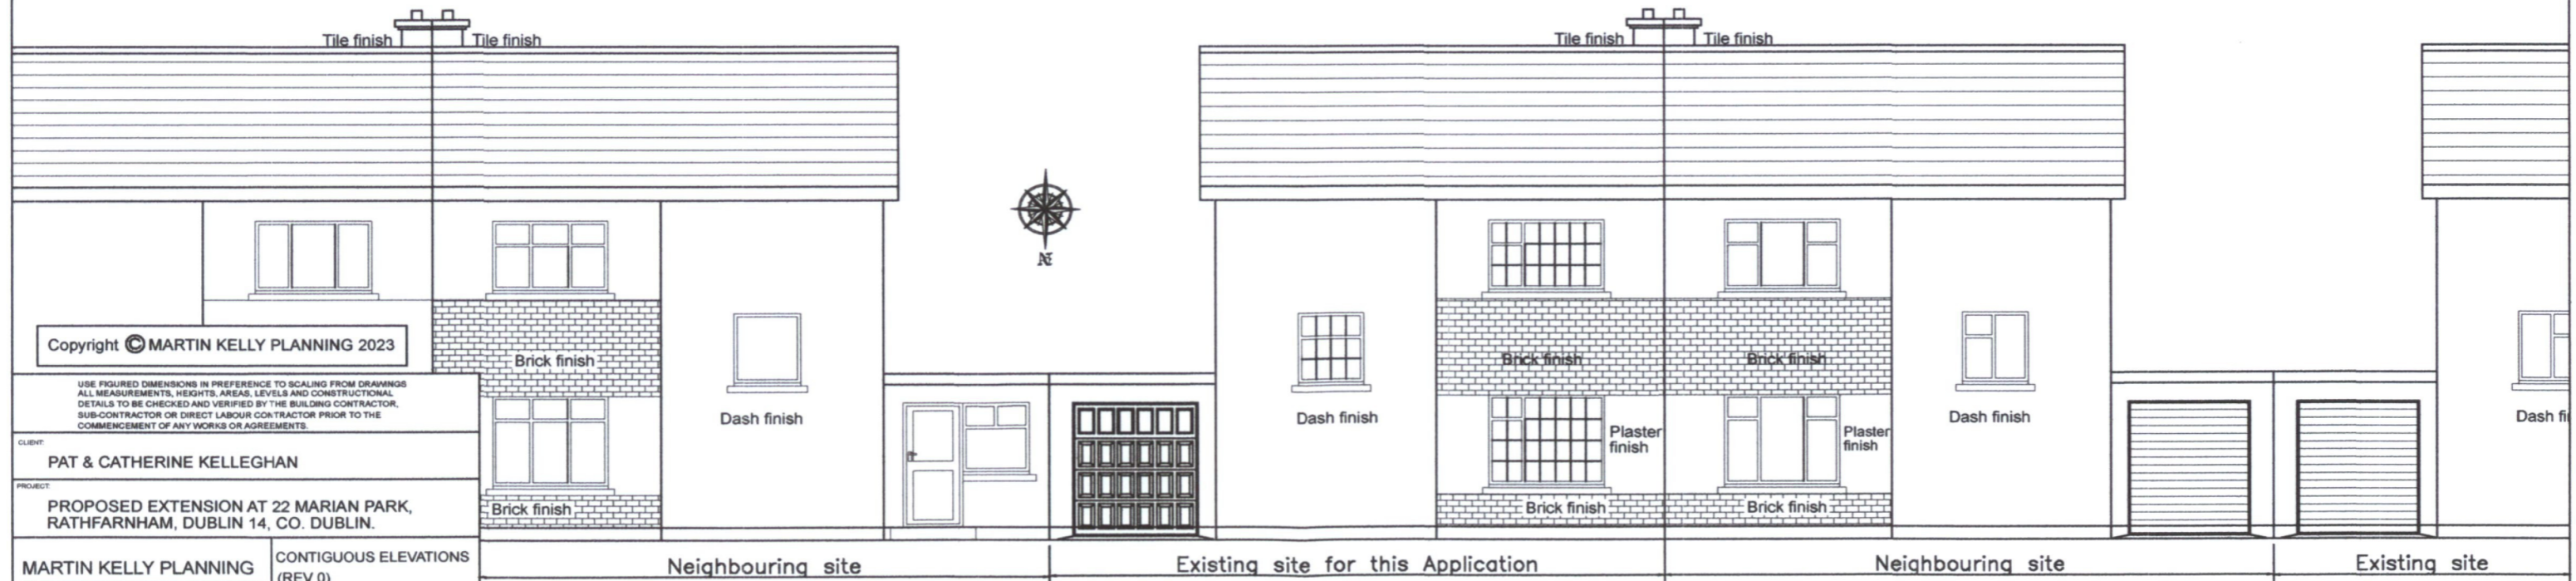 Tile finish
Tile finish
Tile finish
Tile finish
Copyright © MARTIN KELLY PLANNING 2023
USE FIGURED DIMENSIONS IN PREFERENCE TO SCALING FROM DRAWINGS
ALL MEASUREMENTS, HEIGHTS, AREAS, LEVELS AND CONSTRUCTIONAL
DETAILS TO BE CHECKED AND VERIFIED BY THE BUILDING CONTRACTOR,
SUB-CONTRACTOR OR DIRECT LABOUR CONTRACTOR PRIOR TO THE
COMMENCEMENT OF ANY WORKS OR AGREEMENTS.
CLIENT:
PAT & CATHERINE KELLEGHAN
PROJECT:
PROPOSED EXTENSION AT 22 MARIAN PARK,
RATHFARNHAM, DUBLIN 14, CO. DUBLIN.
MARTIN KELLY PLANNING
CONTIGUOUS ELEVATIONS
(REV 0)
Brick finish
Brick finish
Dash finish
Dash finish
Brick finish
Plaster
finish
Brick finish
Brick finish
Plaster
finish
Brick finish
Dash finish
Dash fi
Neighbouring site
Existing site for this Application
Neighbouring site
Existing site